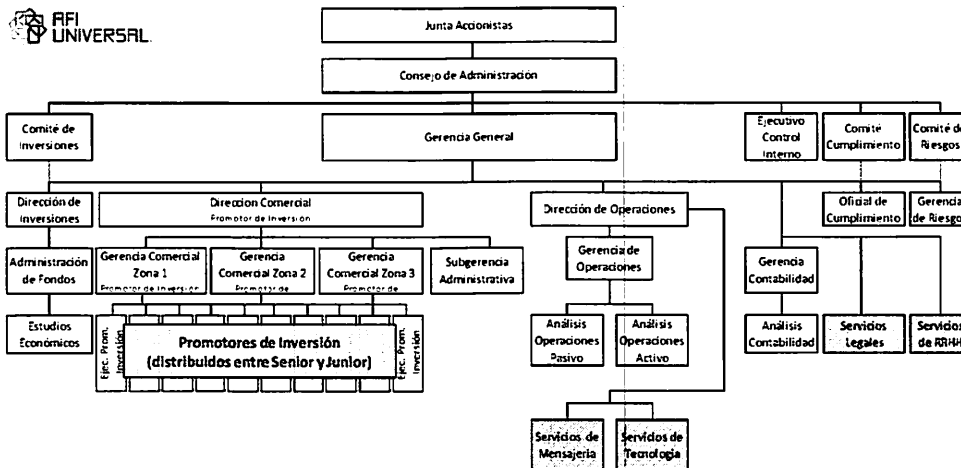 AFI
UNIVERSAL
Junta Accionistas
Consejo de Administración
Comité de
Inversiones
Gerencia General
Ejecutivo
Control
Interno
Comité
Cumplimiento
Comité de
Riesgos
Dirección de
Inversiones
Direccion Comercial
Promotor de Inversión
Dirección de Operaciones
Oficial de
Cumplimiento
Gerencia
de Riesgo
Administración
de Fondos
Gerencia Comercial
Zona 1
Promotor de Inversión
Gerencia
Comercial Zona 2
Promotor de
Gerencia
Comercial Zona 3
Promotor de
Subgerencia
Administrativa
Gerencia de
Operaciones
Gerencia
Contabilidad
Estudios
Económicos
Ejec. Prom.
Inversión
Promotores de Inversión
(distribuidos entre Senior y Junior)
Ejec. Prom.
Inversión
Análisis
Operaciones
Pasivo
Análisis
Operaciones
Activo
Análisis
Contabilidad
Servicios
Legales
Servicios
de RRHH
Servicios de
Mensajería
Servicios de
Tecnología